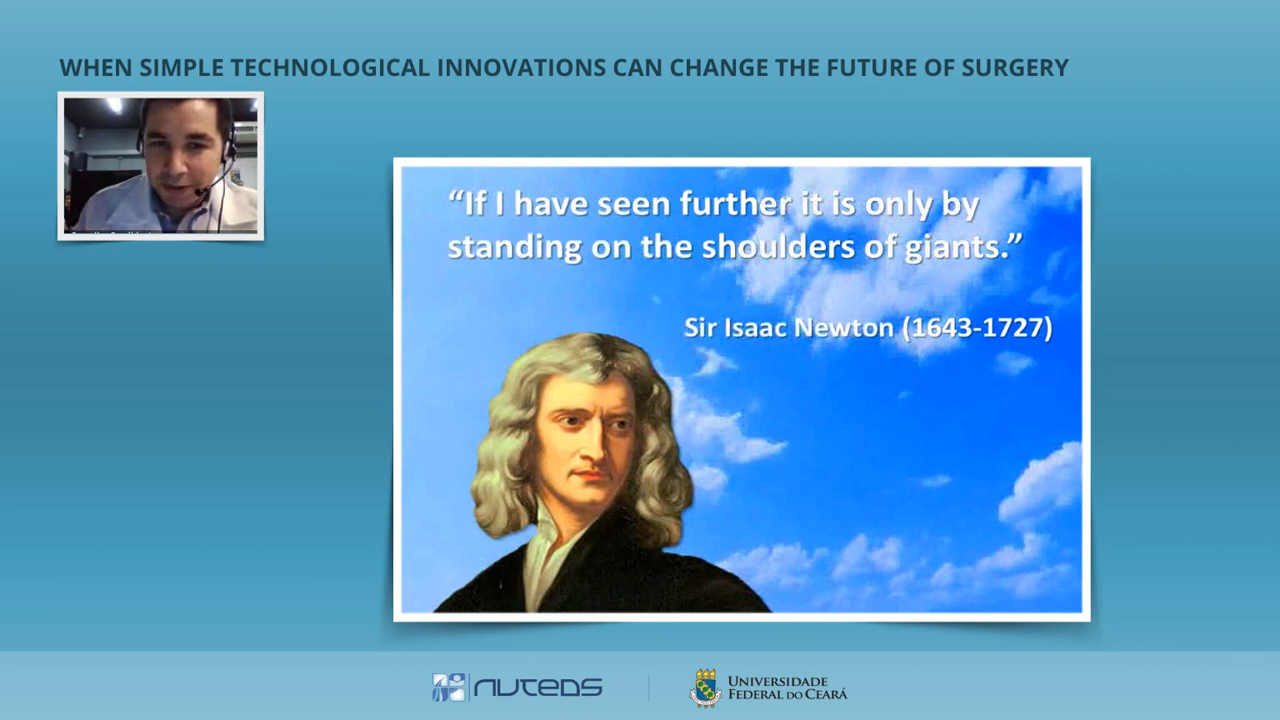 WHEN SIMPLE TECHNOLOGICAL INNOVATIONS CAN CHANGE THE FUTURE OF SURGERY
“If I have seen further it is only by
standing on the shoulders of giants.”
Sir Isaac Newton (1643-1727)
NUTEDS
UNIVERSIDADE
FEDERAL DO CEARÁ